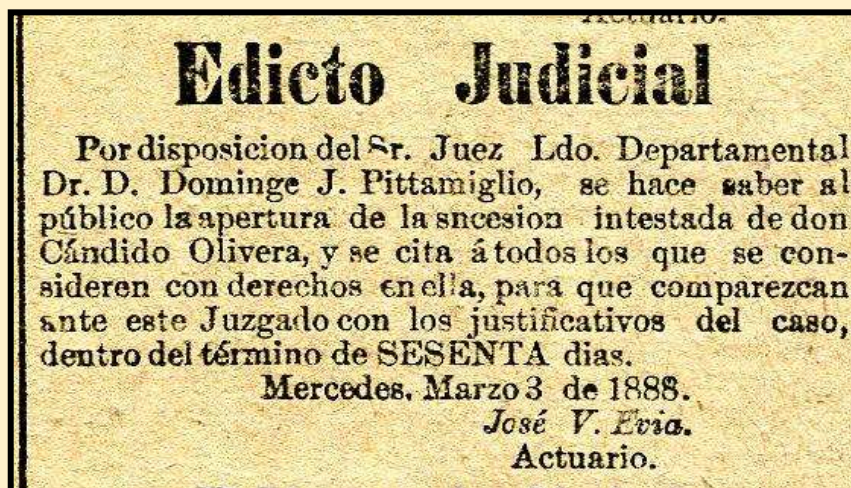 Actuario.
Edicto Judicial
Por disposicion del Sr. Juez Ldo. Departamental
Dr. D. Dominge J. Pittamiglio, se hace saber al
público la apertura de la sncesion intestada de don
Cándido Olivera, y se cita á todos los que se con-
sideren con derechos en ella, para que comparezcan
ante este Juzgado con los justificativos del caso,
dentro del término de SESENTA dias.
Mercedes, Marzo 3 de 1888.
José V. Evia.
Actuario.